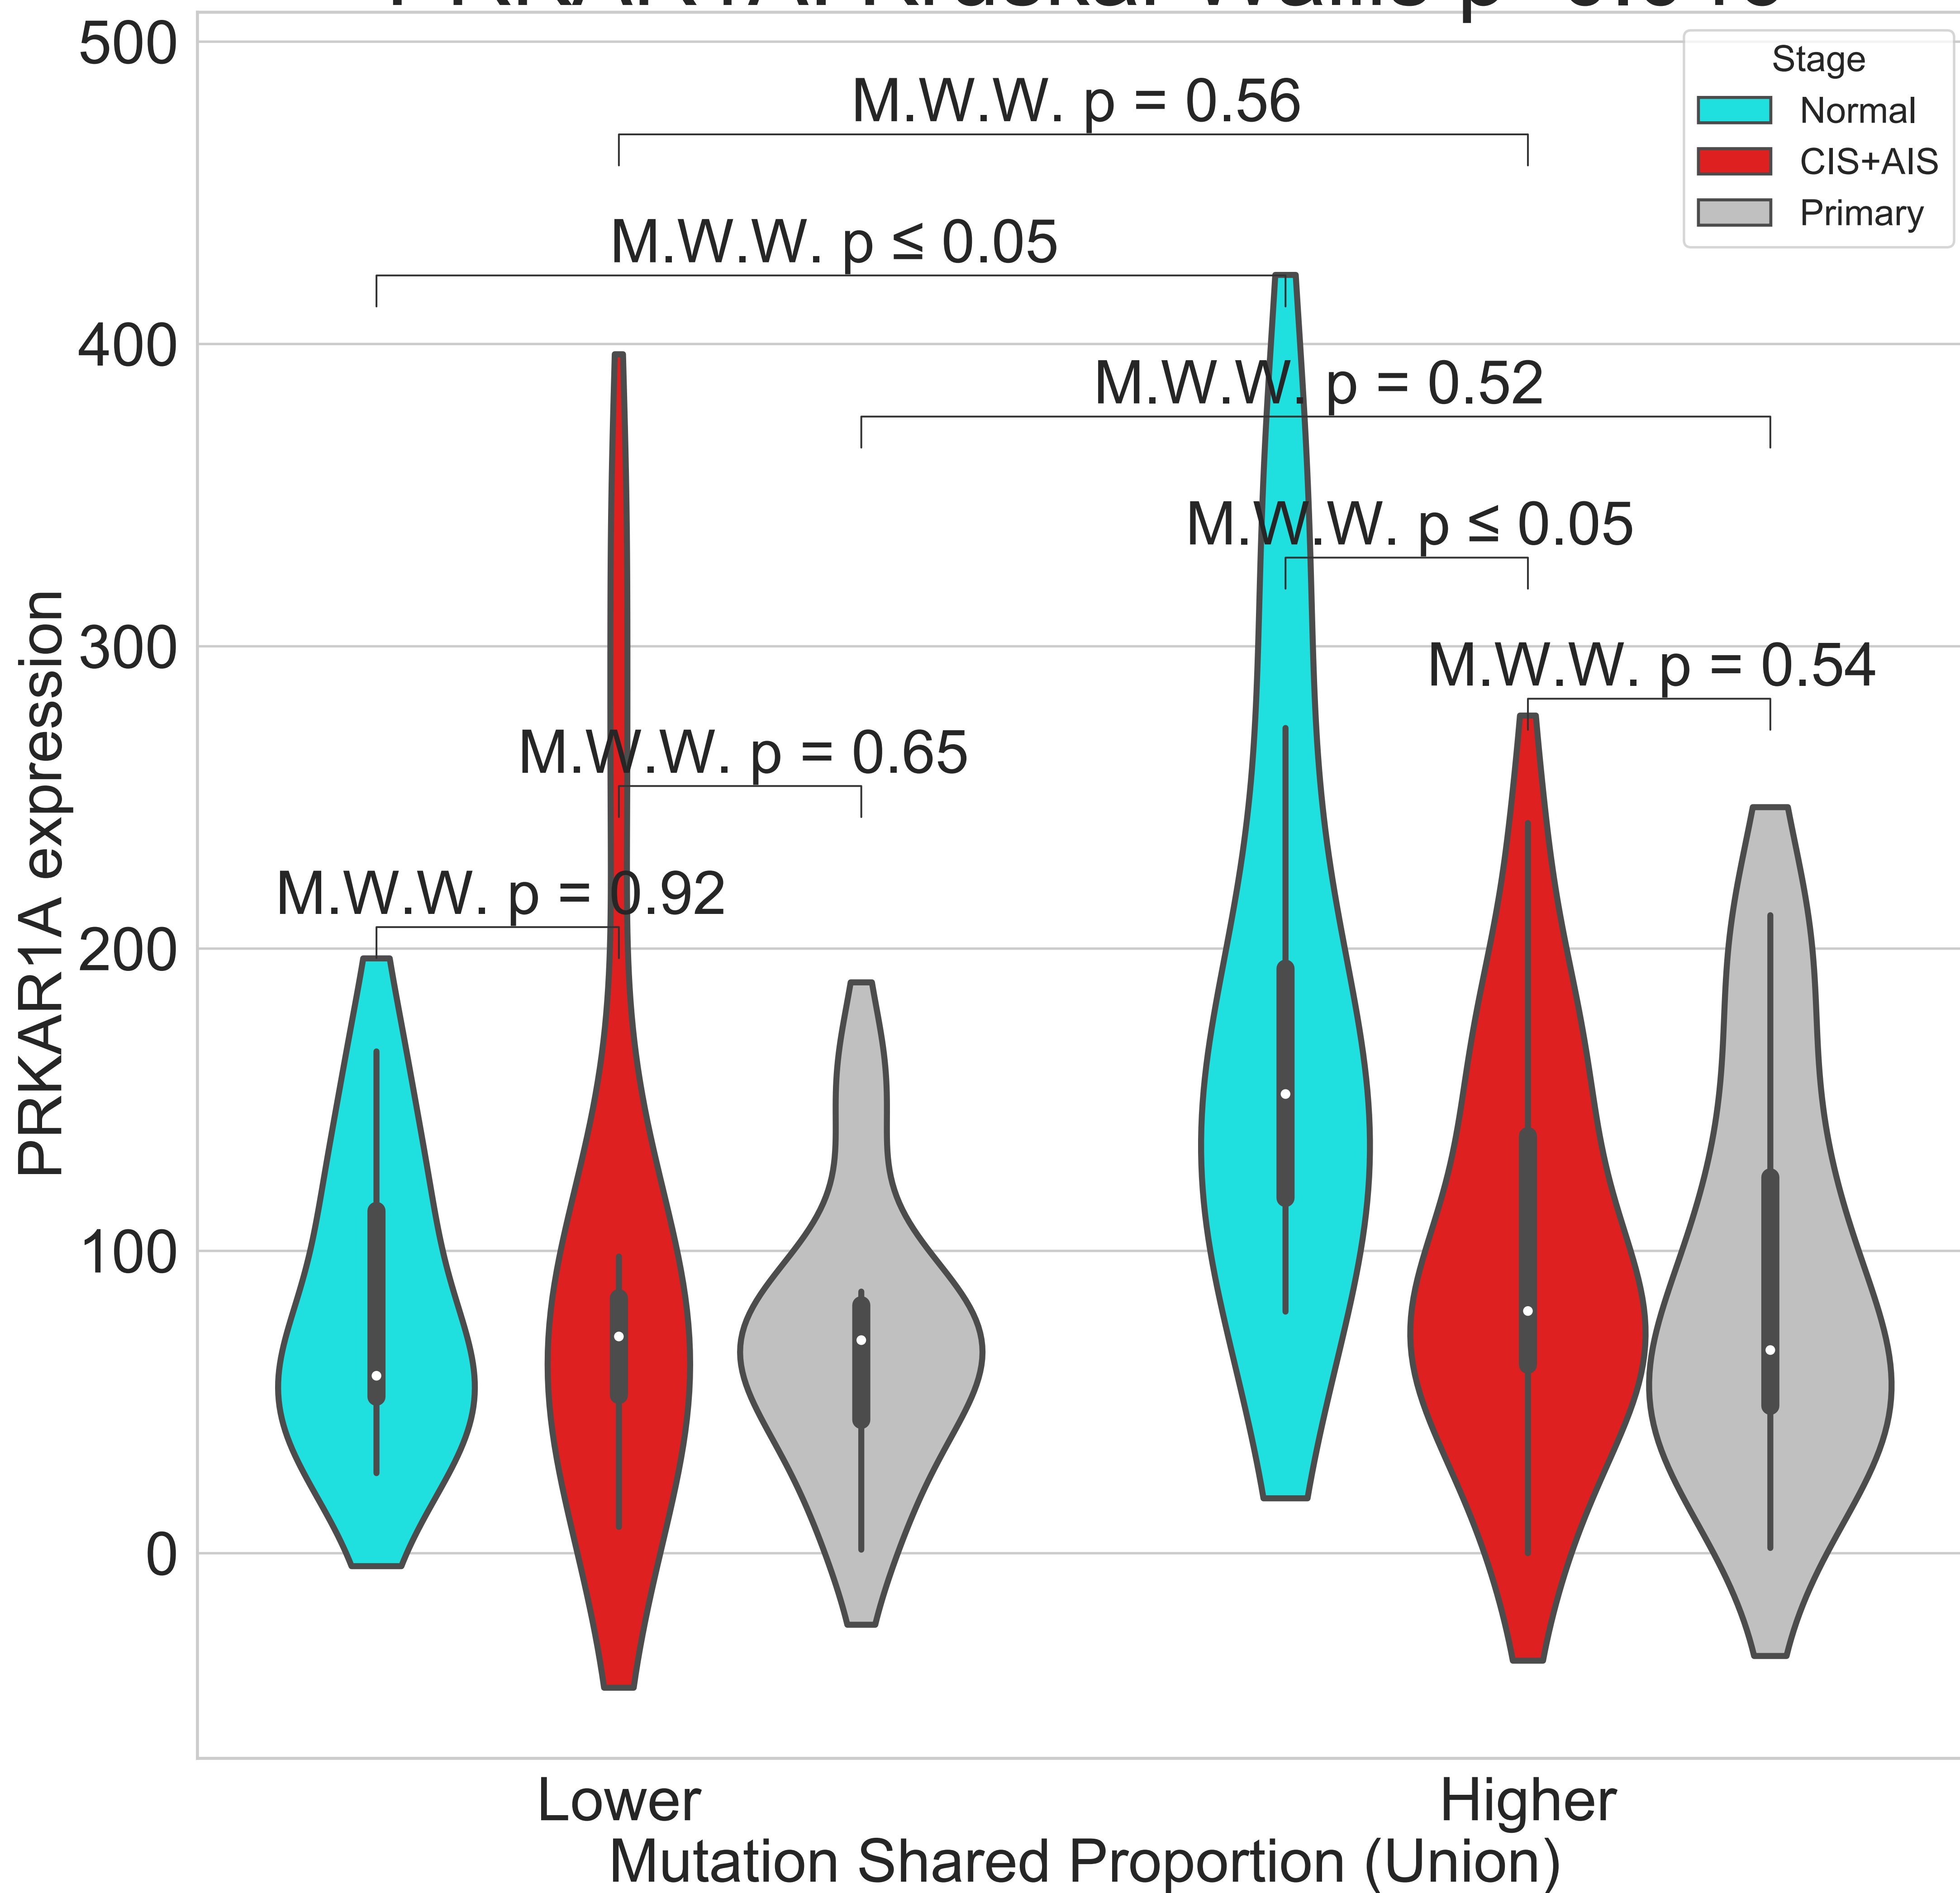 500
400
300
200
100
0
PRKAR1A expression
Stage
Normal
CIS+AIS
Primary
M.W.W. p = 0.56
M.W.W. p ≤ 0.05
M.W.W. p = 0.52
M.W.W. p ≤ 0.05
M.W.W. p = 0.54
M.W.W. p = 0.65
M.W.W. p = 0.92
Lower
Higher
Mutation Shared Proportion (Union)